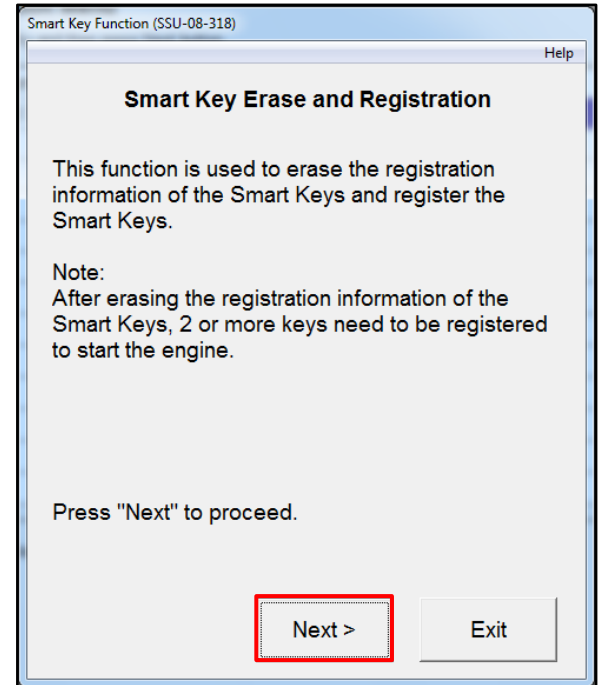 Smart Key Function (SSU-08-318)
Help
Smart Key Erase and Registration
This function is used to erase the registration
information of the Smart Keys and register the
Smart Keys.
Note:
After erasing the registration information of the
Smart Keys, 2 or more keys need to be registered
to start the engine.
Press "Next" to proceed.
Next >
Exit